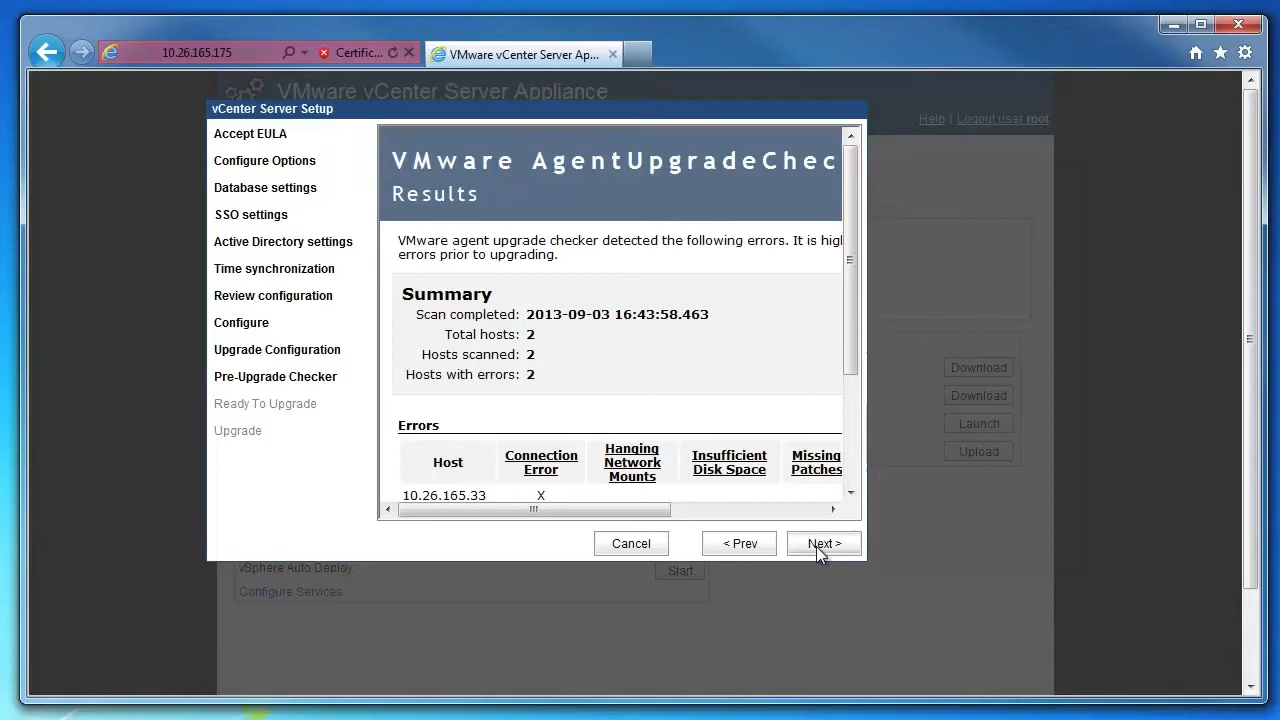 10.26.165.175
Certific...
VMware vCenter Server Ap...
VMware vCenter Server Appliance
Help | Logout user root
vCenter Server Setup
Accept EULA
Configure Options
Database settings
SSO settings
Active Directory settings
Time synchronization
Review configuration
Configure
Upgrade Configuration
Pre-Upgrade Checker
Ready To Upgrade
Upgrade
VMware AgentUpgradeChec
Results
VMware agent upgrade checker detected the following errors. It is hig
errors prior to upgrading.
Summary
Scan completed: 2013-09-03 16:43:58.463
Total hosts: 2
Hosts scanned: 2
Hosts with errors: 2
Errors
Host
Connection
Error
Hanging
Network
Mounts
Insufficient
Disk Space
Missing
Patches
10.26.165.33 X
Cancel
< Prev
Next >
Download
Download
Launch
Upload
vSphere Auto Deploy
Start
Configure Services